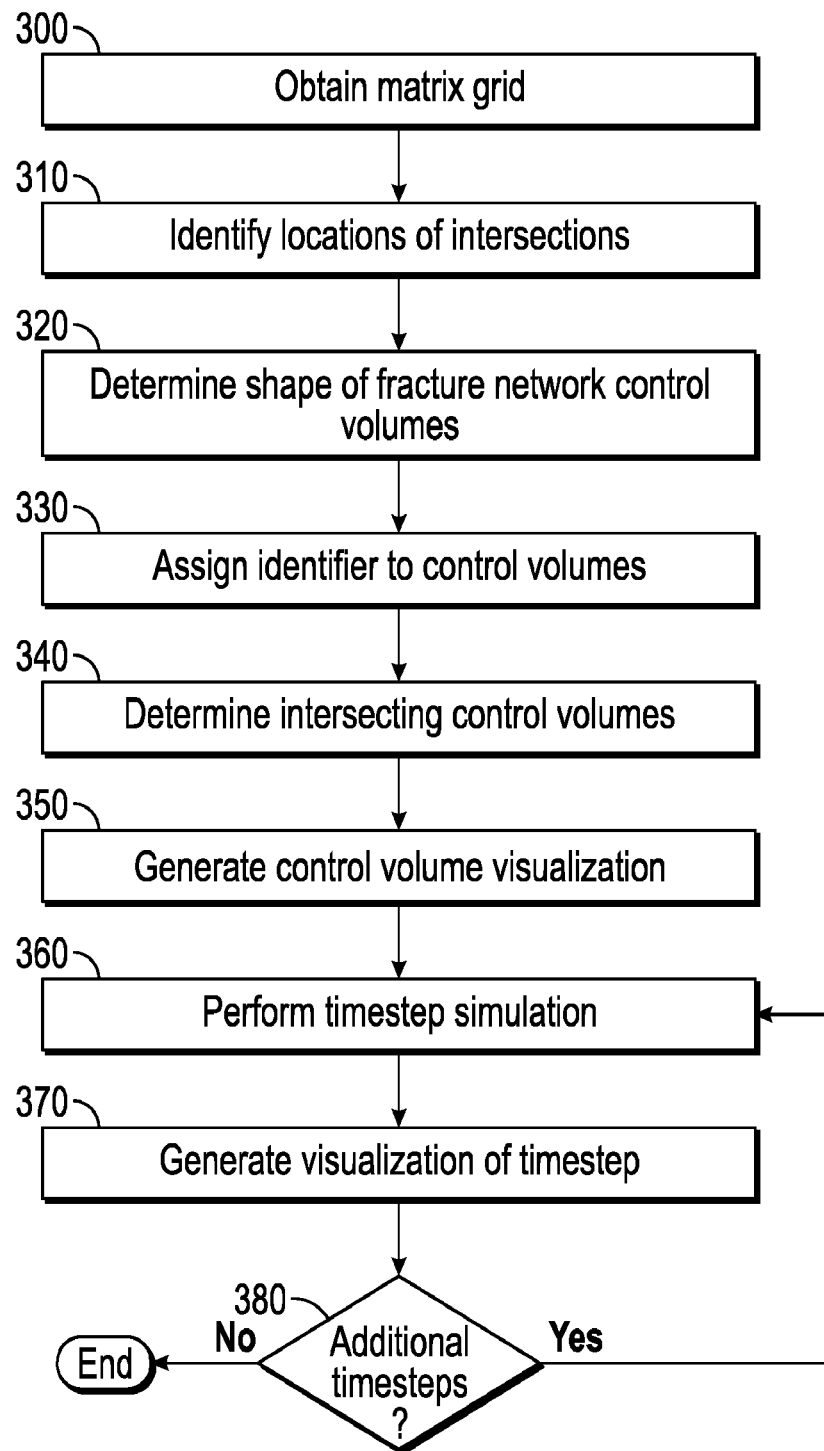 300
Obtain matrix grid
310
Identify locations of intersections
320
Determine shape of fracture network control
volumes
330
Assign identifier to control volumes
340
Determine intersecting control volumes
350
Generate control volume visualization
360
Perform timestep simulation
370
Generate visualization of timestep
380
No
Yes
End
Additional
timesteps
?